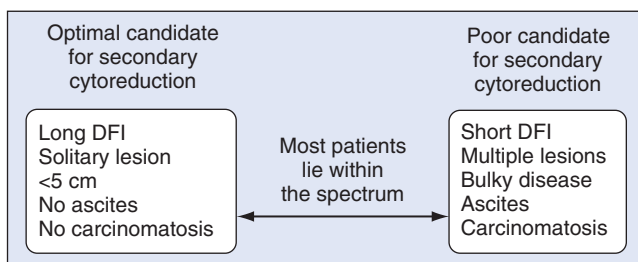 Optimal candidate
for secondary
cytoreduction
Long DFI
Solitary lesion
<5 cm
No ascites
No carcinomatosis
Most patients
lie within
the spectrum
Poor candidate
for secondary
cytoreduction
Short DFI
Multiple lesions
Bulky disease
Ascites
Carcinomatosis